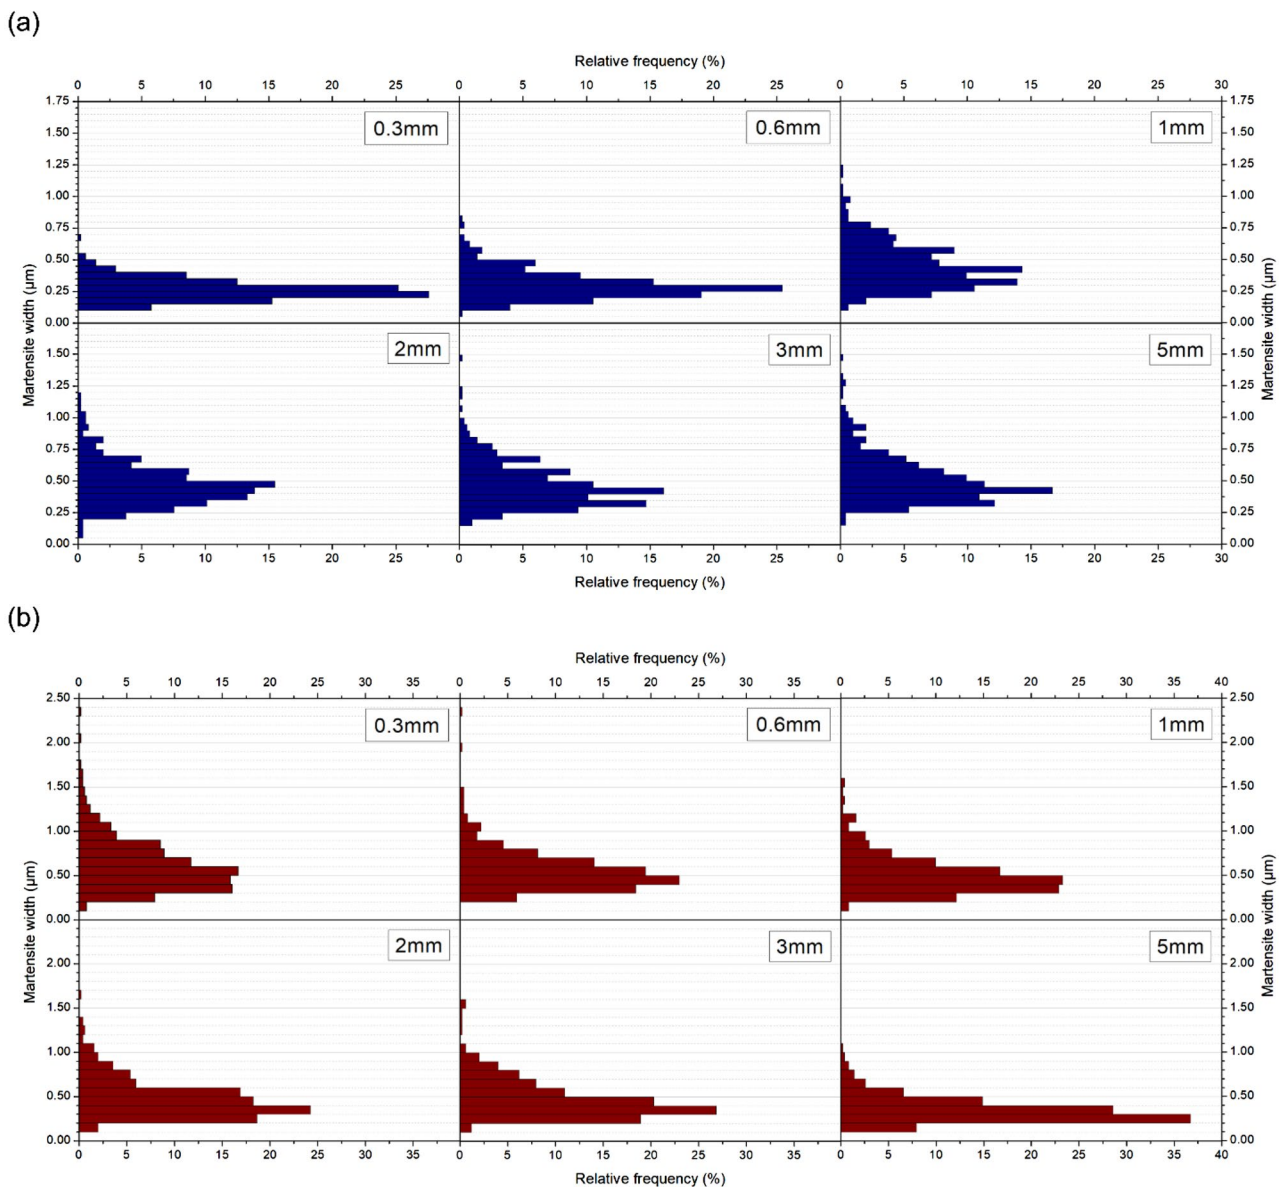 (a)
Relative frequency (%)
0 5 10 15 20 25 0 5 10 15 20 25 0 5 10 15 20 25 30
1.75 1.75
0.3mm 0.6mm 1mm
1.50 1.50
1.25 1.25
1.00 1.00
0.75 0.75
0.50 0.50
0.25 0.25
0.00 0.00
Martensite width (μm) Martensite width (μm)
2mm 3mm 5mm
1.50 1.50
1.25 1.25
1.00 1.00
0.75 0.75
0.50 0.50
0.25 0.25
0.00 0.00
0 5 10 15 20 25 0 5 10 15 20 25 0 5 10 15 20 25 30
Relative frequency (%)
(b)
Relative frequency (%)
0 5 10 15 20 25 30 35 0 5 10 15 20 25 30 35 0 5 10 15 20 25 30 35 40
2.50 2.50
0.3mm 0.6mm 1mm
2.00 2.00
1.50 1.50
1.00 1.00
0.50 0.50
0.00 0.00
Martensite width (μm) Martensite width (μm)
2mm 3mm 5mm
2.00 2.00
1.50 1.50
1.00 1.00
0.50 0.50
0.00 0.00
0 5 10 15 20 25 30 35 0 5 10 15 20 25 30 35 0 5 10 15 20 25 30 35 40
Relative frequency (%)